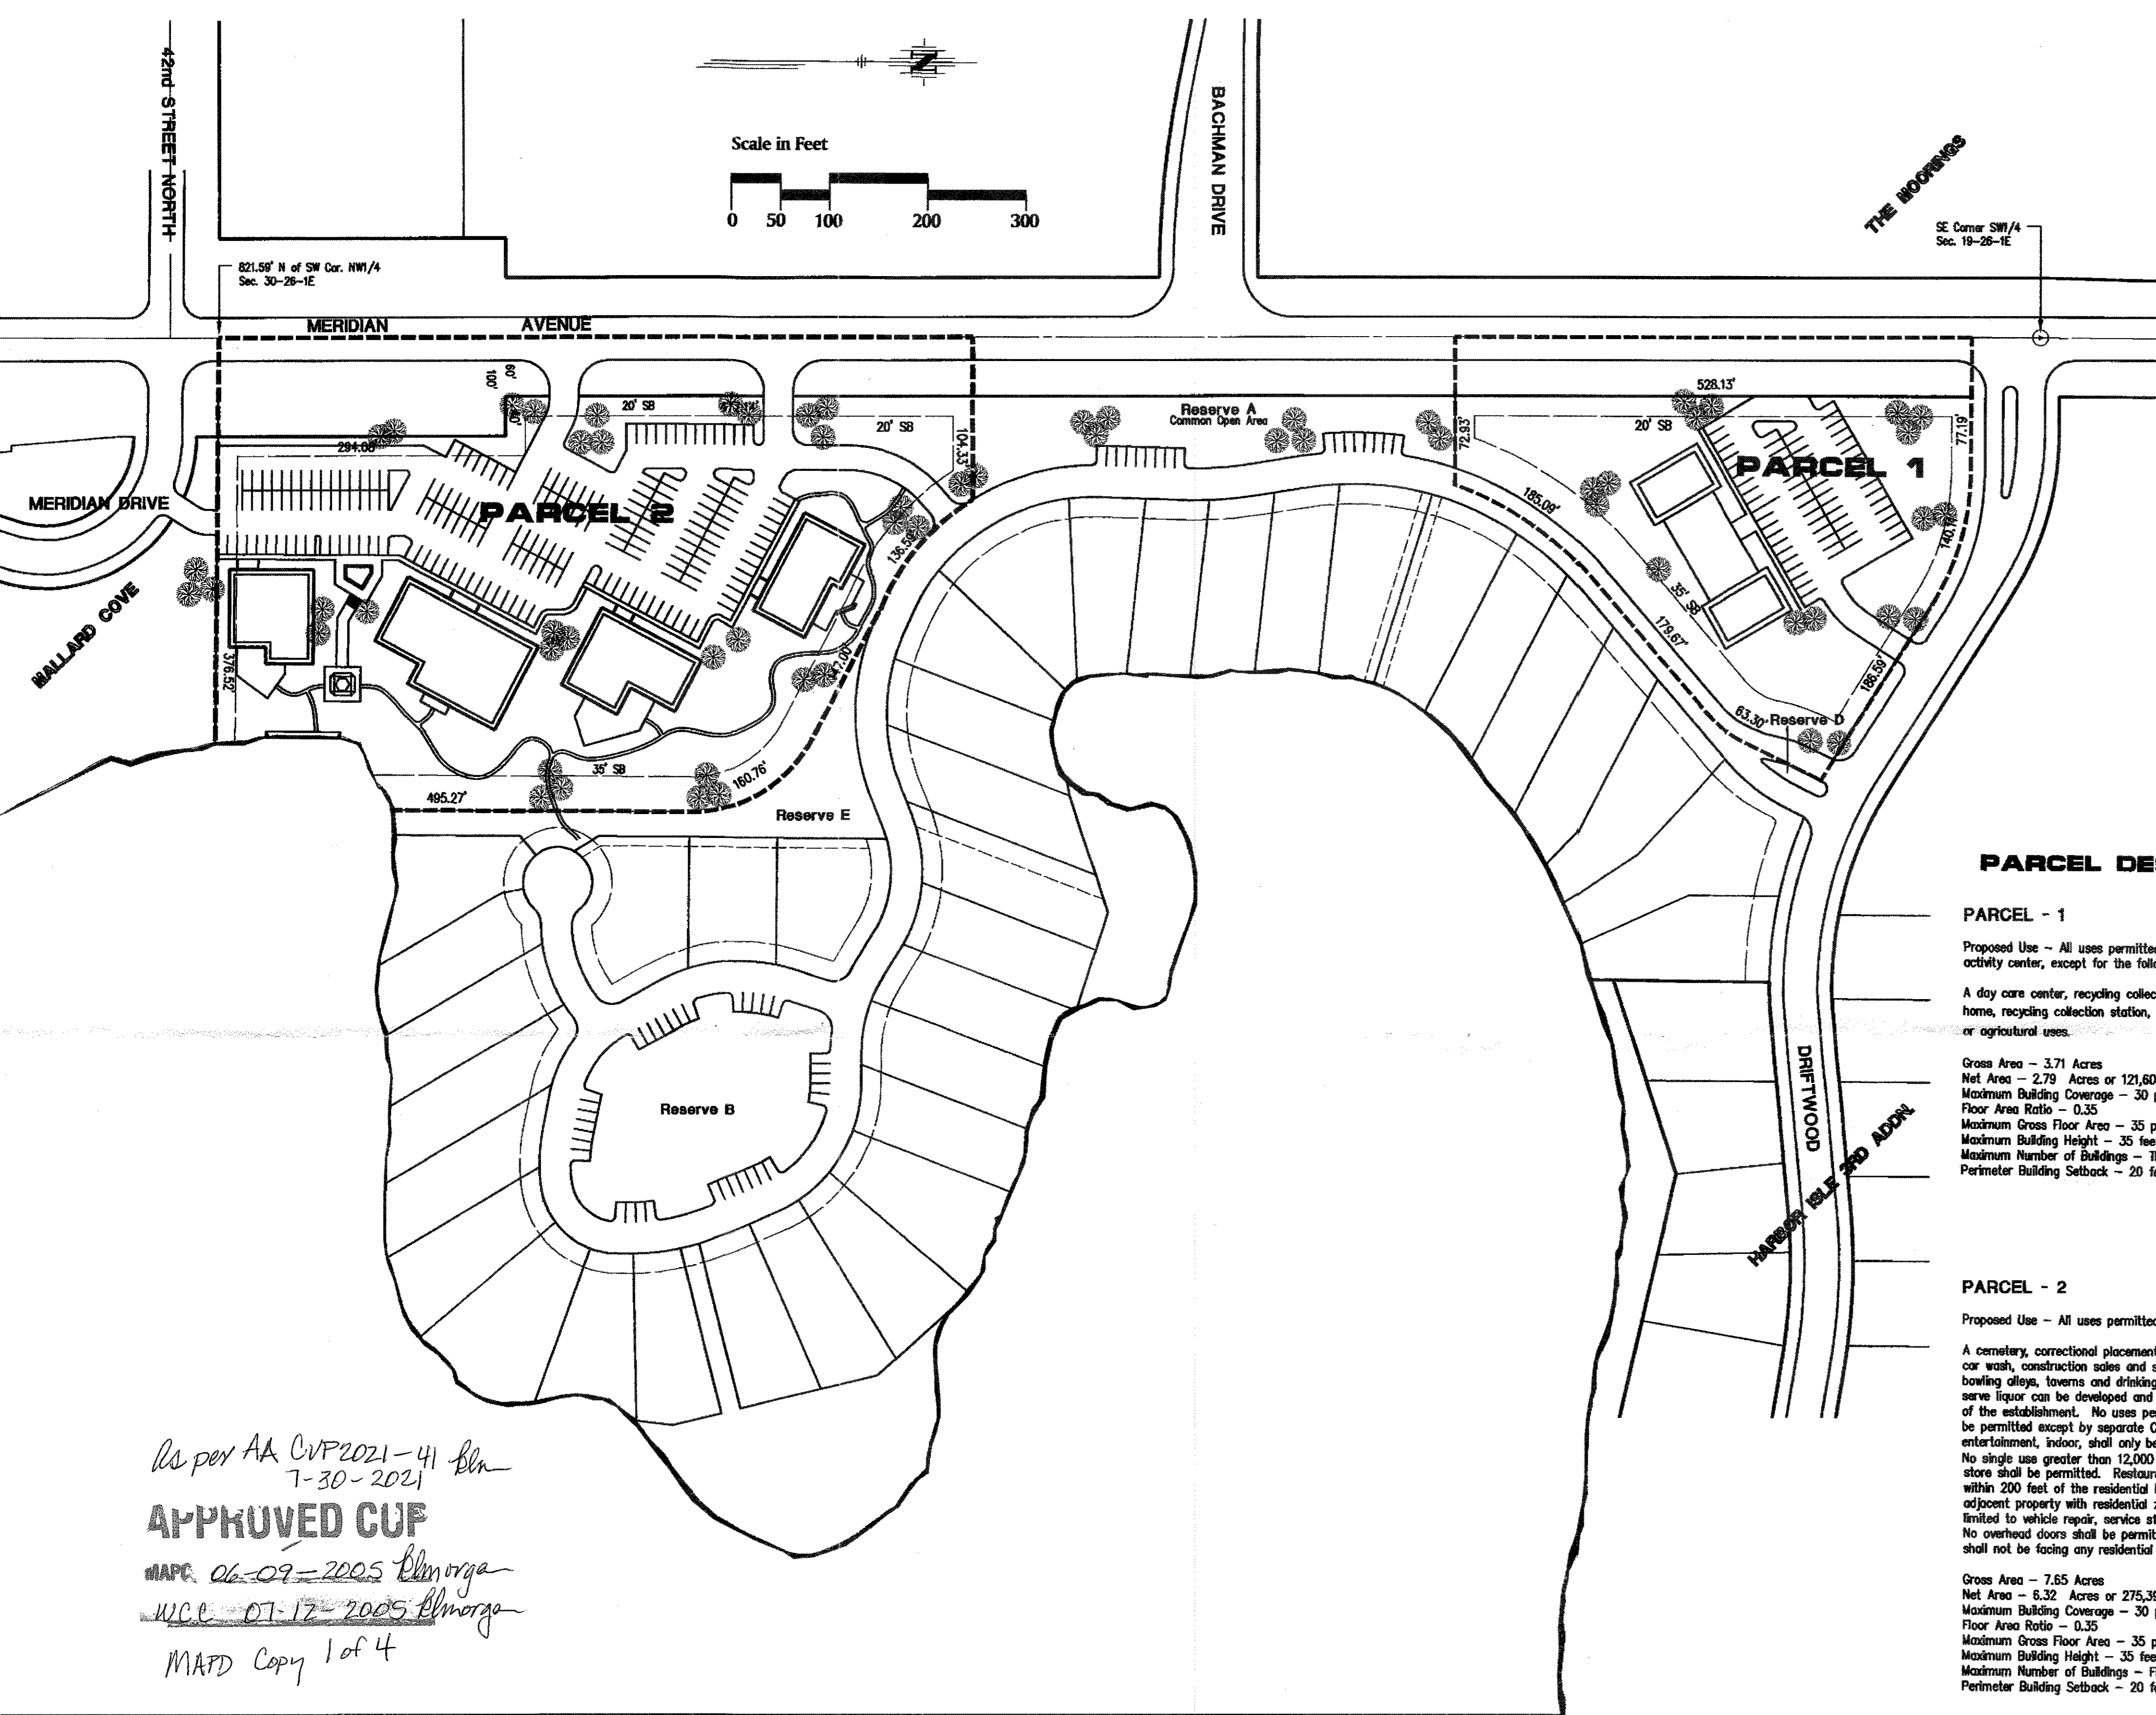 42nd STREET NORTH
N
Scale in Feet
0 50 100 200 300
BACHMAN DRIVE
THE MOORINGS
SE Corner SW1/4
Sec. 19-26-1E
821.59' N of SW Cor. NW1/4
Sec. 30-26-1E
MERIDIAN AVENUE
60'
100'
40'
20' SB
20' SB
104.33'
294.68'
Reserve A
Common Open Area
72.93'
528.13'
20' SB
77.19'
PARCEL 1
PARCEL 2
MERIDIAN DRIVE
185.09'
136.59'
35' SB
179.67'
186.59'
MALLARD COVE
376.52'
63.30'
Reserve D
35' SB
160.76'
495.27'
Reserve E
Reserve B
DRIFTWOOD
HARBOR ISLE 3RD ADDN.
PARCEL DE
PARCEL - 1
Proposed Use - All uses permitte
activity center, except for the foll
A day care center, recycling collec
home, recycling collection station,
or agricutural uses.
Gross Area - 3.71 Acres
Net Area - 2.79 Acres or 121,60
Maximum Building Coverage - 30
Floor Area Ratio - 0.35
Maximum Gross Floor Area - 35 p
Maximum Building Height - 35 fee
Maximum Number of Buildings - T
Perimeter Building Setback - 20 f
PARCEL - 2
Proposed Use - All uses permitted
A cemetery, correctional placement
car wash, construction sales and s
bowling alleys, taverns and drinking
serve liquor can be developed and
of the establishment. No uses pe
be permitted except by separate C
entertainment, indoor, shall only be
No single use greater than 12,000
store shall be permitted. Restaur
within 200 feet of the residential
adjacent property with residential
limited to vehicle repair, service st
No overhead doors shall be permit
shall not be facing any residential
Gross Area - 7.65 Acres
Net Area - 6.32 Acres or 275,39
Maximum Building Coverage - 30
Floor Area Ratio - 0.35
Maximum Gross Floor Area - 35 p
Maximum Building Height - 35 fee
Maximum Number of Buildings - F
Perimeter Building Setback - 20 f
As per AA CUP2021-41 Blm
7-30-2021
APPROVED CUP
MAPC 06-09-2005 Blmorga
WCC 07-12-2005 Blmorga
MAPD Copy 1 of 4